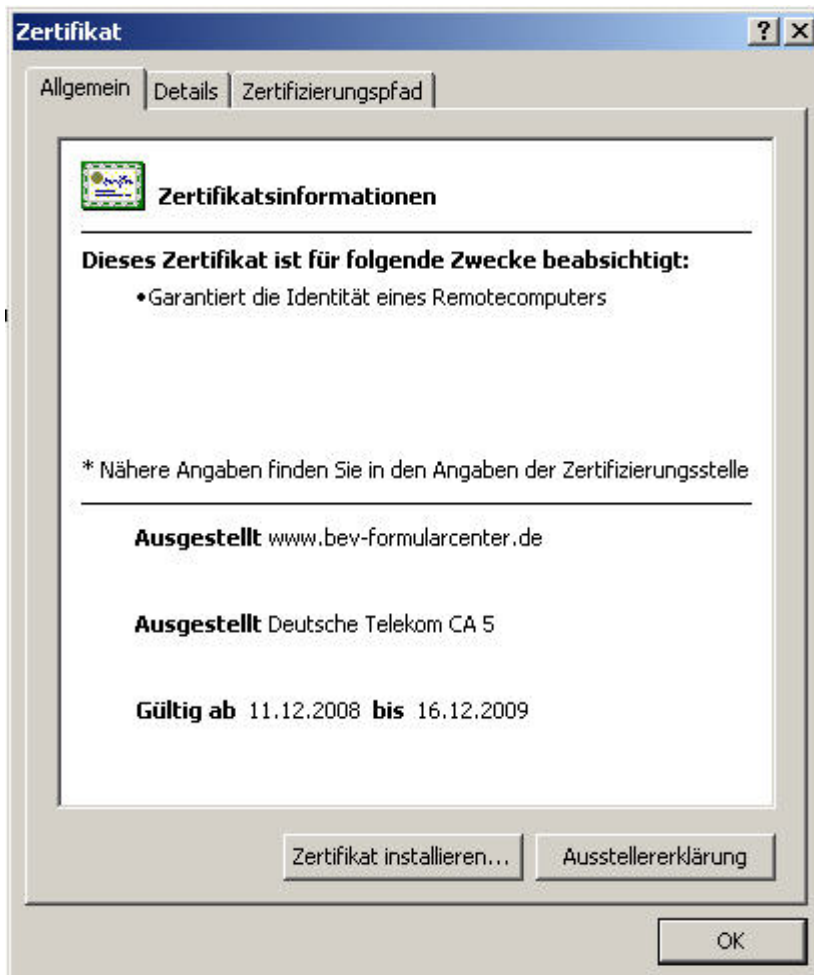 Zertifikat
Allgemein Details Zertifizierungspfad
Zertifikatsinformationen
Dieses Zertifikat ist für folgende Zwecke beabsichtigt:
•Garantiert die Identität eines Remotecomputers
* Nähere Angaben finden Sie in den Angaben der Zertifizierungsstelle
Ausgestellt www.bev-formularcenter.de
Ausgestellt Deutsche Telekom CA 5
Gültig ab 11.12.2008 bis 16.12.2009
Zertifikat installieren... Ausstellererklärung
OK